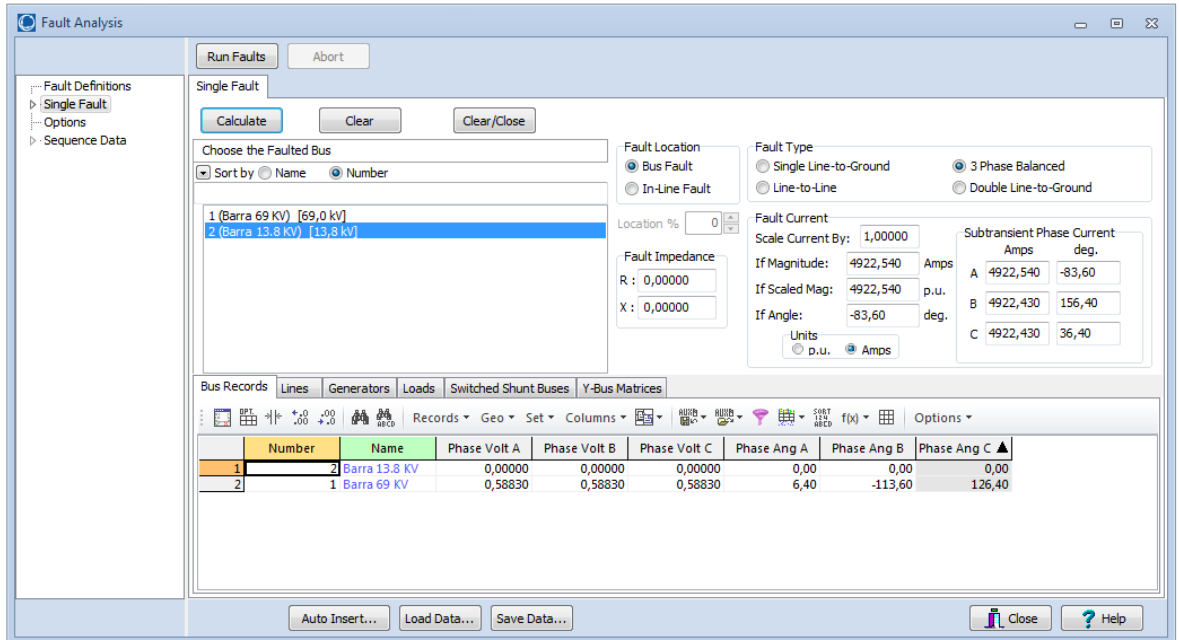 Fault Analysis
Run Faults Abort
Fault Definitions
Single Fault
Options
Sequence Data
Single Fault
Calculate Clear Clear/Close
Choose the Faulted Bus
Sort by Name Number
1 (Barra 69 KV) [69,0 kV]
2 (Barra 13.8 KV) [13,8 kV]
Fault Location
Bus Fault
In-Line Fault
Location % 0
Fault Impedance
R : 0,00000
X : 0,00000
Fault Type
Single Line-to-Ground 3 Phase Balanced
Line-to-Line Double Line-to-Ground
Fault Current
Scale Current By: 1,00000
If Magnitude: 4922,540 Amps
If Scaled Mag: 4922,540 p.u.
If Angle: -83,60 deg.
Units
p.u. Amps
Subtransient Phase Current
Amps deg.
A 4922,540 -83,60
B 4922,430 156,40
C 4922,430 36,40
Bus Records Lines Generators Loads Switched Shunt Buses Y-Bus Matrices
Records Geo Set Columns f(x) Options
Number Name Phase Volt A Phase Volt B Phase Volt C Phase Ang A Phase Ang B Phase Ang C
1 2 Barra 13.8 KV 0,00000 0,00000 0,00000 0,00 0,00 0,00
2 1 Barra 69 KV 0,58830 0,58830 0,58830 6,40 -113,60 126,40
Auto Insert... Load Data... Save Data... Close ? Help